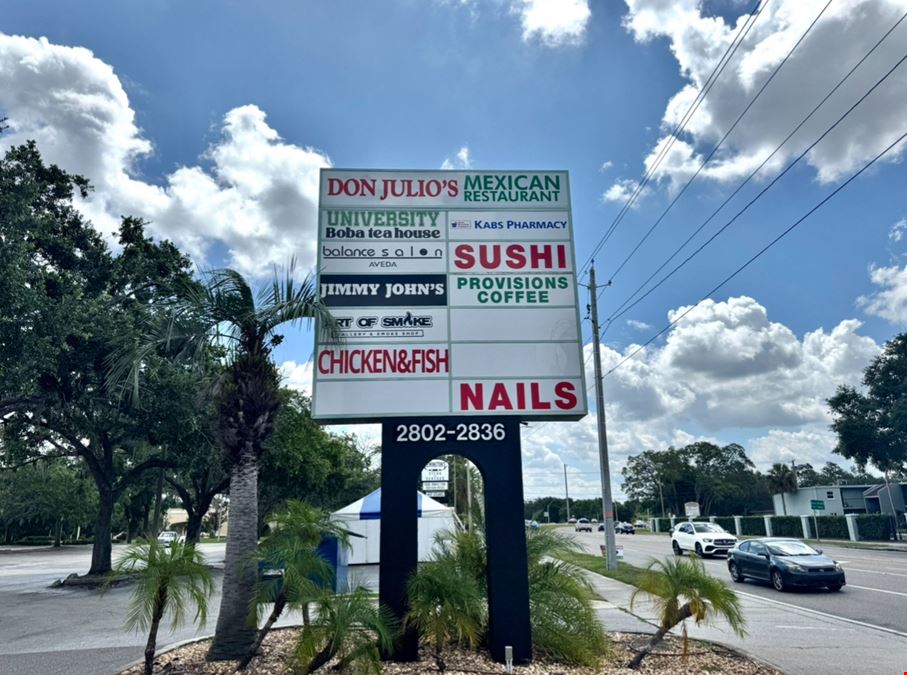 DON JULIO'S MEXICAN RESTAURANT
UNIVERSITY
Boba tea house
KABS PHARMACY
balance salon
AVEDA
SUSHI
JIMMY JOHN'S
PROVISIONS
COFFEE
ART OF SMOKE
& SMOKE SHOP
CHICKEN&FISH
NAILS
2802-2836